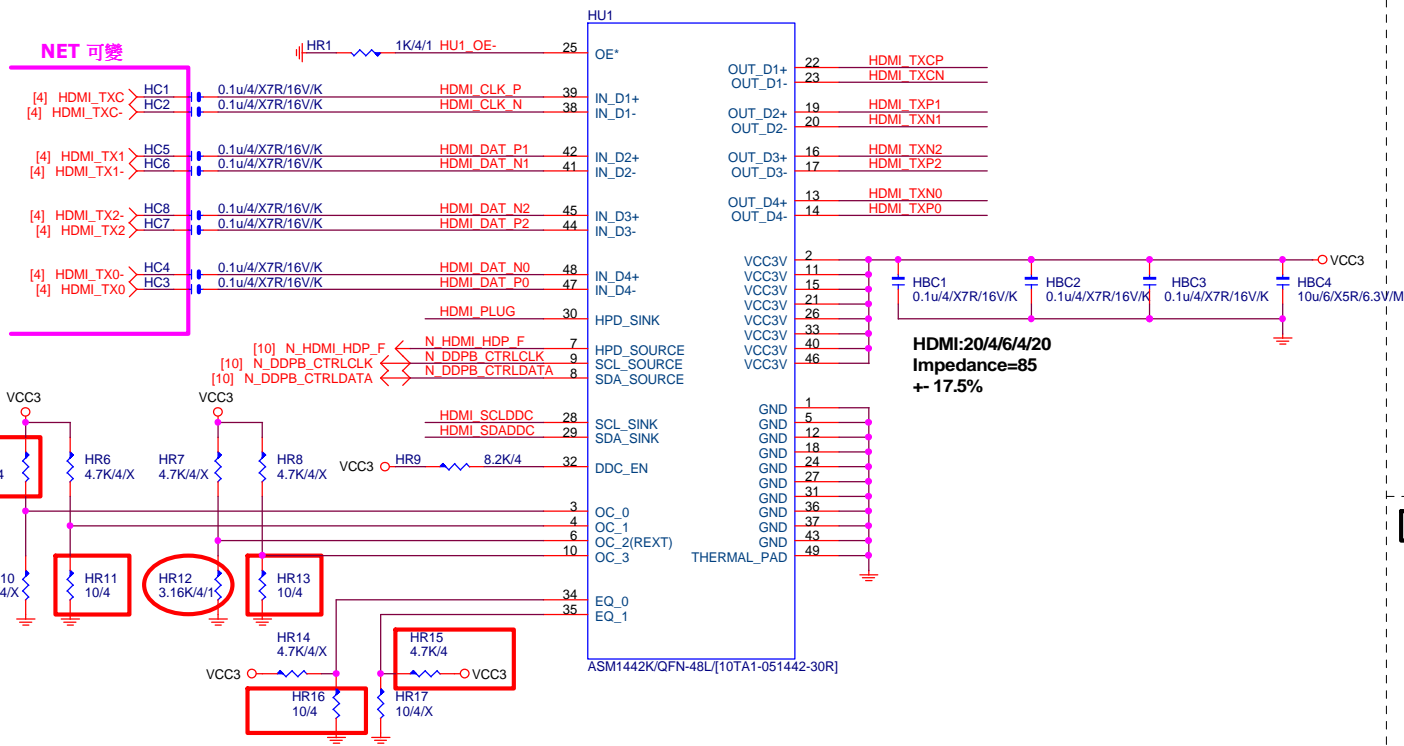 HU1
NET 可變
HR1 1K/4/1 HU1_OE- 25 OE*
[4] HDMI_TXC HC1 0.1u/4/X7R/16V/K HDMI_CLK_P 39 IN_D1+
[4] HDMI_TXC- HC2 0.1u/4/X7R/16V/K HDMI_CLK_N 38 IN_D1-
[4] HDMI_TX1 HC5 0.1u/4/X7R/16V/K HDMI_DAT_P1 42 IN_D2+
[4] HDMI_TX1- HC6 0.1u/4/X7R/16V/K HDMI_DAT_N1 41 IN_D2-
[4] HDMI_TX2- HC8 0.1u/4/X7R/16V/K HDMI_DAT_N2 45 IN_D3+
[4] HDMI_TX2 HC7 0.1u/4/X7R/16V/K HDMI_DAT_P2 44 IN_D3-
[4] HDMI_TX0- HC4 0.1u/4/X7R/16V/K HDMI_DAT_N0 48 IN_D4+
[4] HDMI_TX0 HC3 0.1u/4/X7R/16V/K HDMI_DAT_P0 47 IN_D4-
HDMI_PLUG 30 HPD_SINK
[10] N_HDMI_HDP_F N_HDMI_HDP_F 7 HPD_SOURCE
[10] N_DDPB_CTRLCLK N_DDPB_CTRLCLK 9 SCL_SOURCE
[10] N_DDPB_CTRLDATA N_DDPB_CTRLDATA 8 SDA_SOURCE
HDMI_SCLDDC 28 SCL_SINK
HDMI_SDADDC 29 SDA_SINK
VCC3 HR9 8.2K/4 32 DDC_EN
3 OC_0
4 OC_1
6 OC_2(REXT)
10 OC_3
34 EQ_0
35 EQ_1
OUT_D1+ 22 HDMI_TXCP
OUT_D1- 23 HDMI_TXCN
OUT_D2+ 19 HDMI_TXP1
OUT_D2- 20 HDMI_TXN1
OUT_D3+ 16 HDMI_TXN2
OUT_D3- 17 HDMI_TXP2
OUT_D4+ 13 HDMI_TXN0
OUT_D4- 14 HDMI_TXP0
VCC3V 2
VCC3V 11
VCC3V 15
VCC3V 21
VCC3V 26
VCC3V 33
VCC3V 40
VCC3V 46
VCC3
HBC1
0.1u/4/X7R/16V/K
HBC2
0.1u/4/X7R/16V/K
HBC3
0.1u/4/X7R/16V/K
HBC4
10u/6/X5R/6.3V/M
HDMI:20/4/6/4/20
Impedance=85
+- 17.5%
GND 1
GND 5
GND 12
GND 18
GND 24
GND 27
GND 31
GND 36
GND 37
GND 43
THERMAL_PAD 49
VCC3
VCC3
4
HR6
4.7K/4/X
HR7
4.7K/4/X
HR8
4.7K/4/X
10
4/X
HR11
10/4
HR12
3.16K/4/1
HR13
10/4
HR14
4.7K/4/X
VCC3
HR15
4.7K/4
VCC3
HR16
10/4
HR17
10/4/X
ASM1442K/QFN-48L/[10TA1-051442-30R]